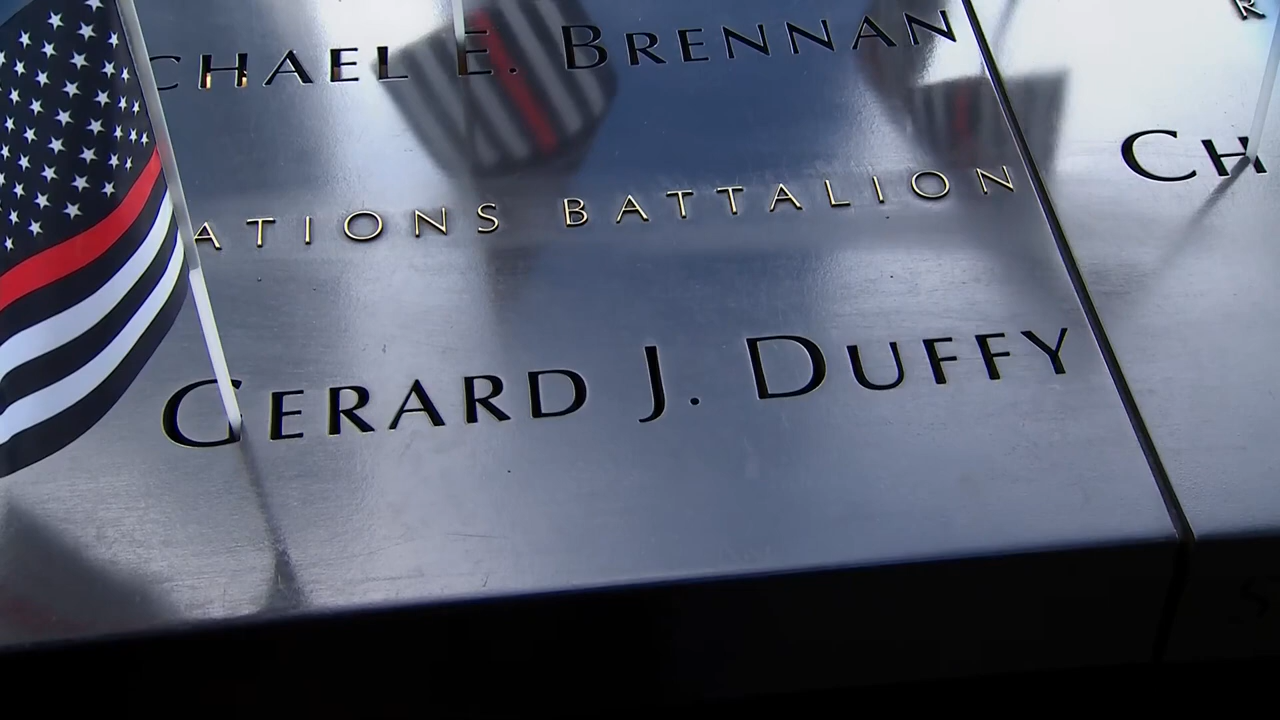 CHAEL E. BRENNAN
ATIONS BATTALION
GERARD J. DUFFY
CH